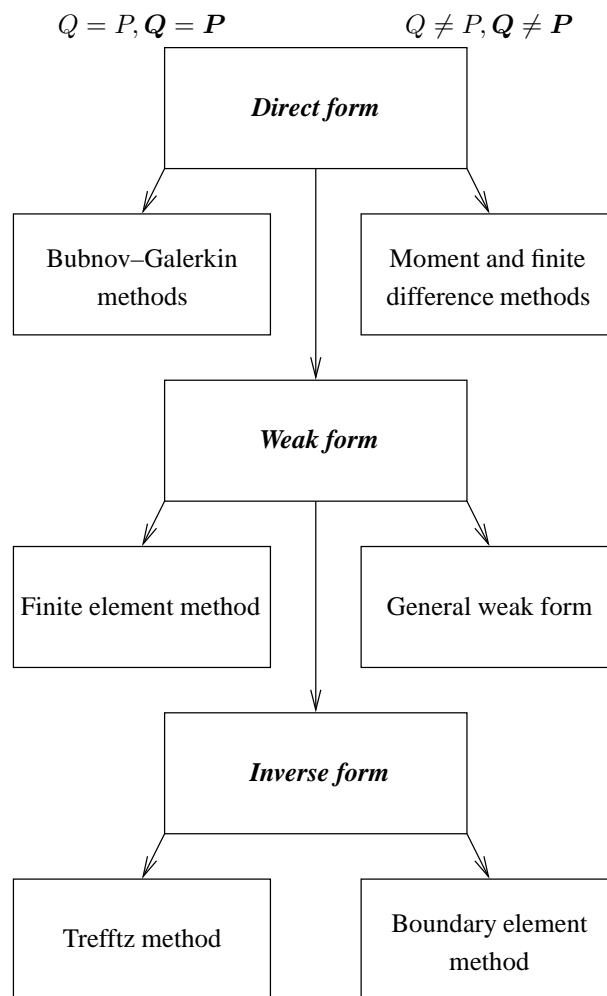 Q = P, Q = P
Q ≠ P, Q ≠ P
Direct form
Bubnov–Galerkin
methods
Moment and finite
difference methods
Weak form
Finite element method
General weak form
Inverse form
Trefftz method
Boundary element
method